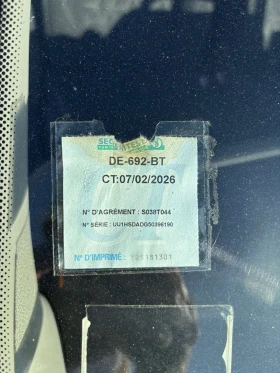 DE-692-BT
CT:07/02/2026
N° D'AGRÉMENT : S038T044
N° SÉRIE : UU1HSDADG50396190
N° D'IMPRIMÉ :